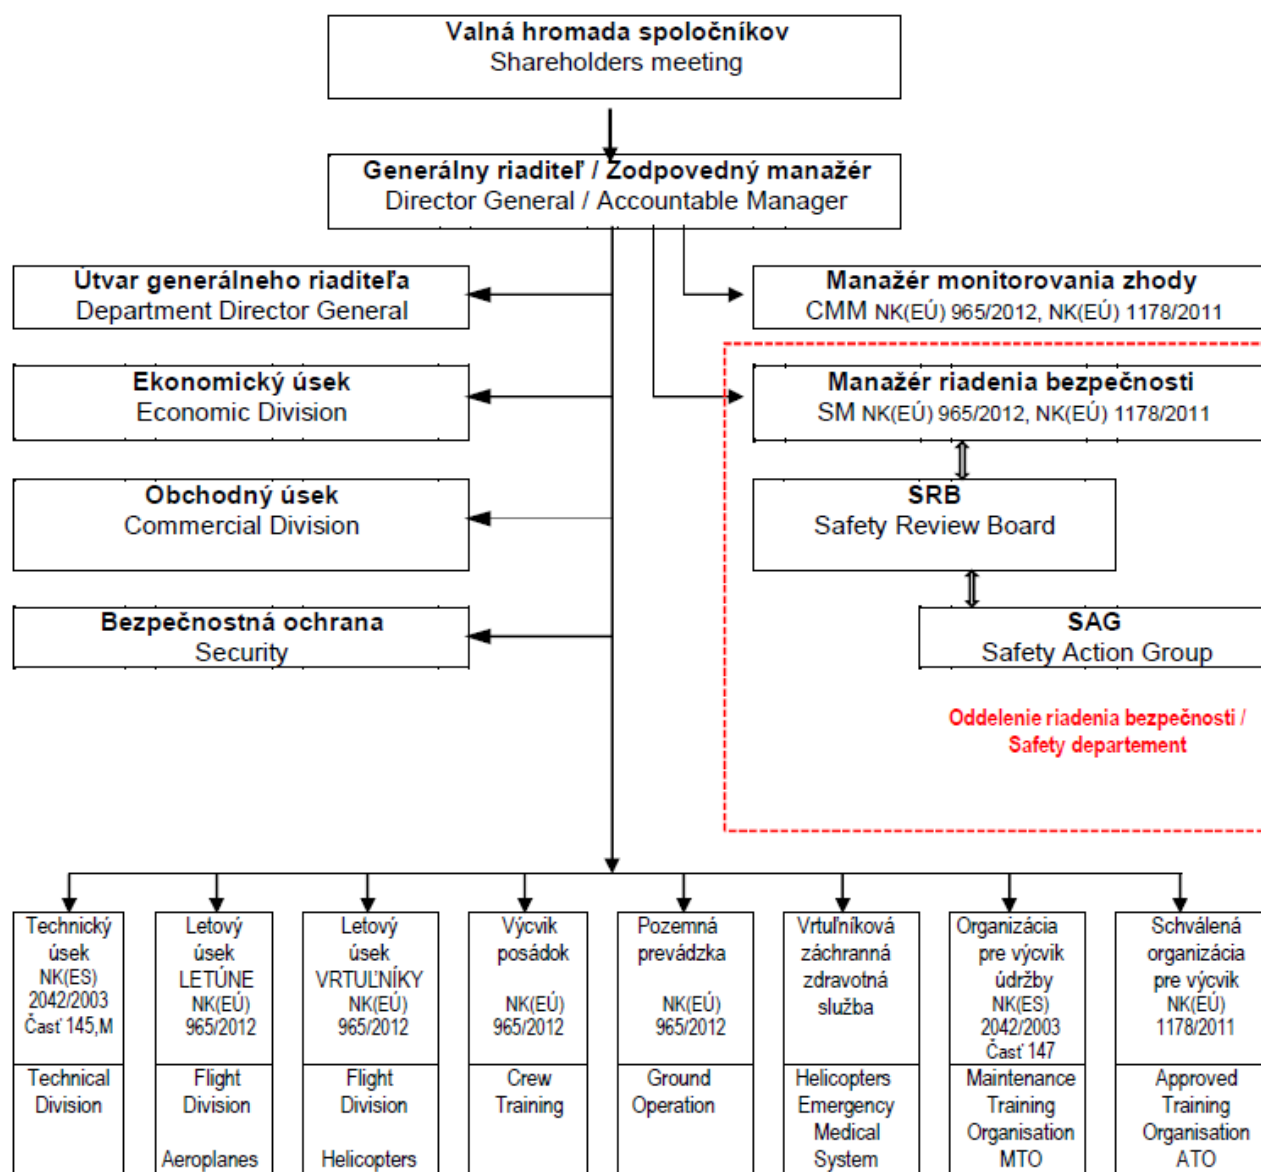 Valná hromada spoločníkov
Shareholders meeting
Generálny riaditeľ / Zodpovedný manažér
Director General / Accountable Manager
Útvar generálneho riaditeľa
Department Director General
Manažér monitorovania zhody
CMM NK(EÚ) 965/2012, NK(EÚ) 1178/2011
Ekonomický úsek
Economic Division
Manažér riadenia bezpečnosti
SM NK(EÚ) 965/2012, NK(EÚ) 1178/2011
Obchodný úsek
Commercial Division
SRB
Safety Review Board
Bezpečnostná ochrana
Security
SAG
Safety Action Group
Oddelenie riadenia bezpečnosti /
Safety departement
Technický
úsek
NK(ES)
2042/2003
Časť 145,M
Technical
Division
Letový
úsek
LETÚNE
NK(EÚ)
965/2012
Flight
Division
Aeroplanes
Letový
úsek
VRTUĽNÍKY
NK(EÚ)
965/2012
Flight
Division
Helicopters
Výcvik
posádok
NK(EÚ)
965/2012
Crew
Training
Pozemná
prevádzka
NK(EÚ)
965/2012
Ground
Operation
Vrtuľníková
záchranná
zdravotná
služba
Helicopters
Emergency
Medical
System
Organizácia
pre výcvik
údržby
NK(ES)
2042/2003
Časť 147
Maintenance
Training
Organisation
MTO
Schválená
organizácia
pre výcvik
NK(EÚ)
1178/2011
Approved
Training
Organisation
ATO